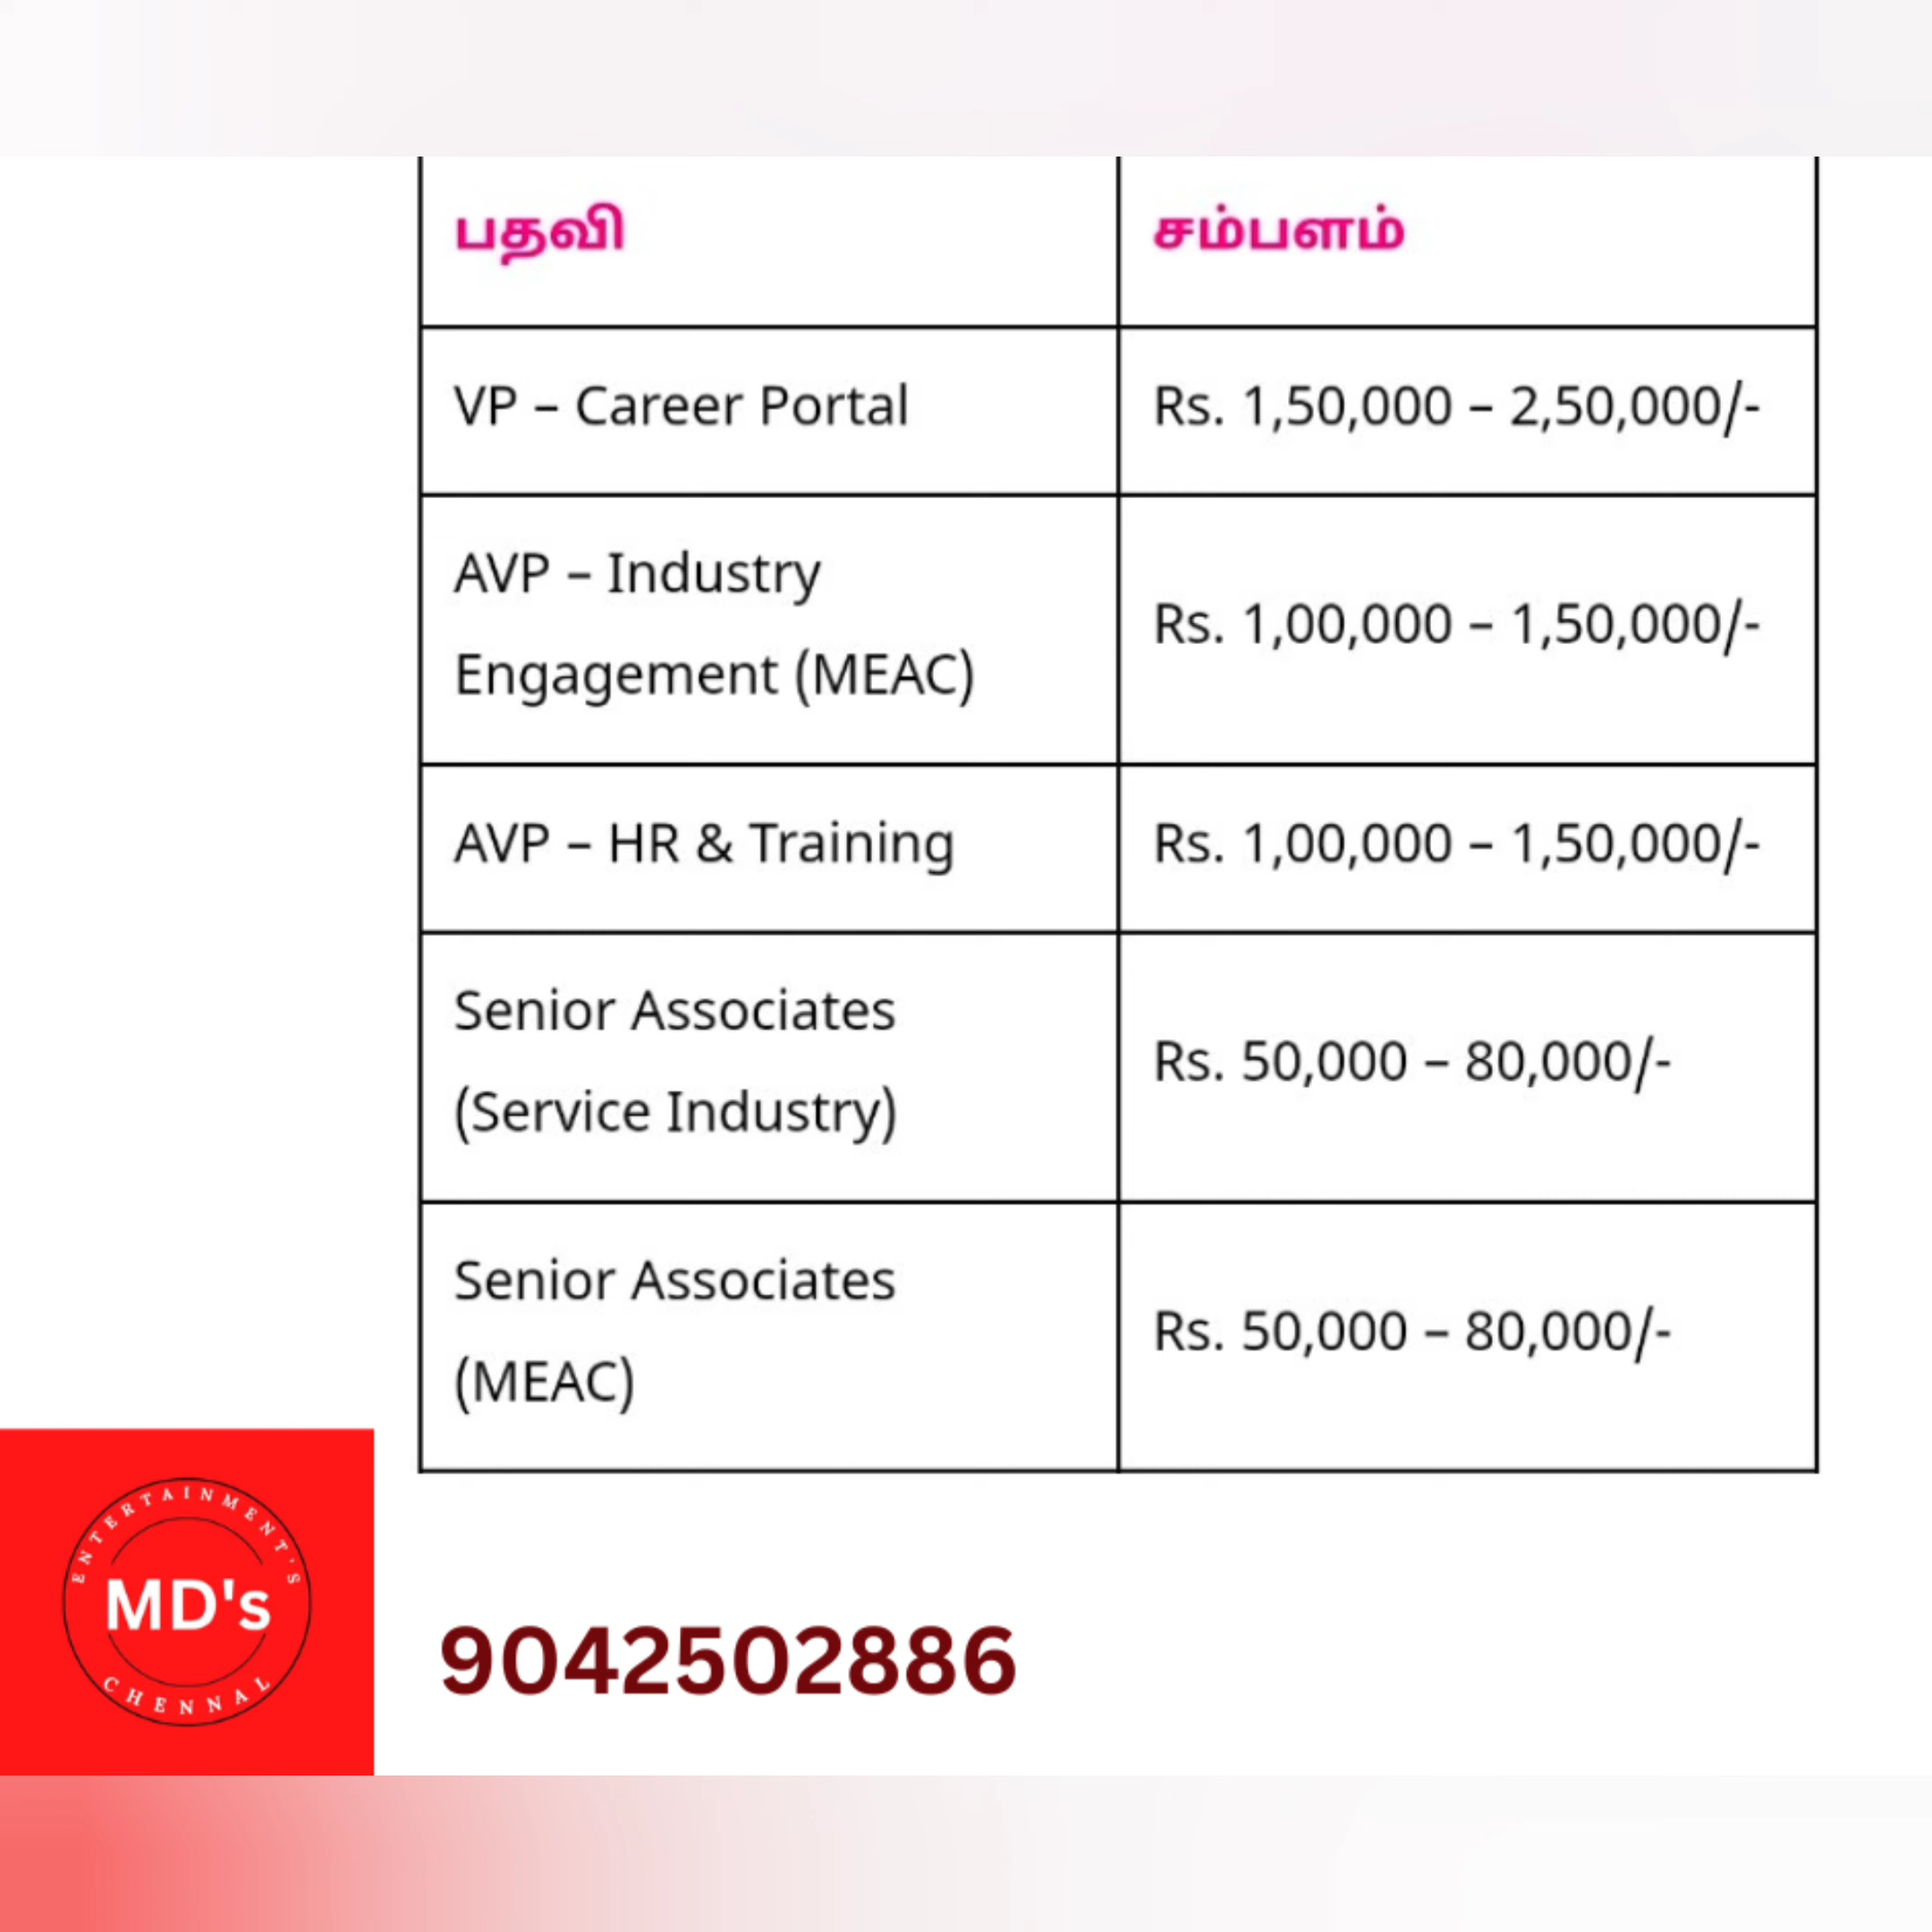 பதவி சம்பளம்
VP – Career Portal Rs. 1,50,000 – 2,50,000/-
AVP – Industry
Engagement (MEAC) Rs. 1,00,000 – 1,50,000/-
AVP – HR & Training Rs. 1,00,000 – 1,50,000/-
Senior Associates
(Service Industry) Rs. 50,000 – 80,000/-
Senior Associates
(MEAC) Rs. 50,000 – 80,000/-
ENTERTAINMENT'S
MD's
CHENNAL
9042502886